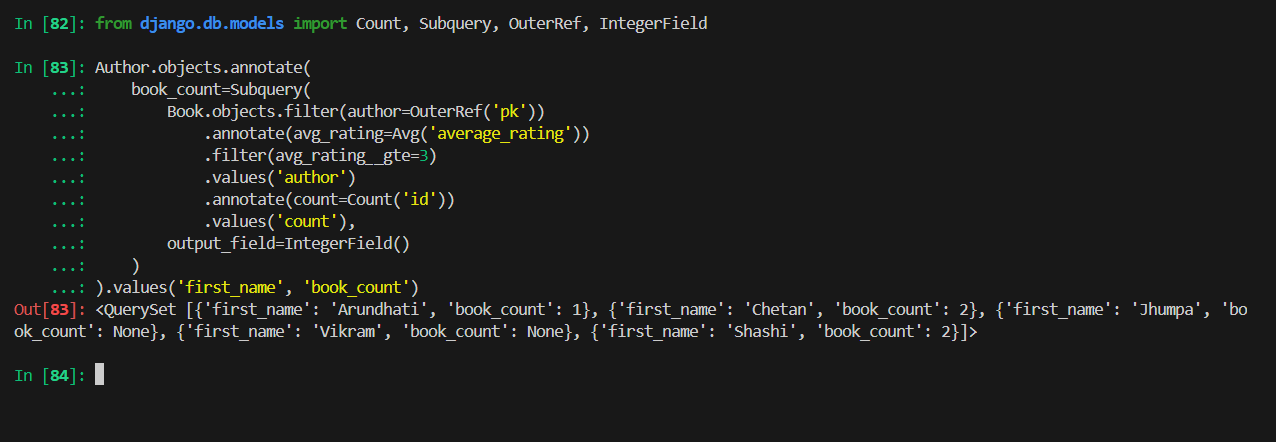 In [82]: from django.db.models import Count, Subquery, OuterRef, IntegerField
In [83]: Author.objects.annotate(
...:     book_count=Subquery(
...:         Book.objects.filter(author=OuterRef('pk'))
...:             .annotate(avg_rating=Avg('average_rating'))
...:             .filter(avg_rating__gte=3)
...:             .values('author')
...:             .annotate(count=Count('id'))
...:             .values('count'),
...:         output_field=IntegerField()
...:     )
...: ).values('first_name', 'book_count')
Out[83]: <QuerySet [{'first_name': 'Arundhati', 'book_count': 1}, {'first_name': 'Chetan', 'book_count': 2}, {'first_name': 'Jhumpa', 'bo
ok_count': None}, {'first_name': 'Vikram', 'book_count': None}, {'first_name': 'Shashi', 'book_count': 2}]>
In [84]: